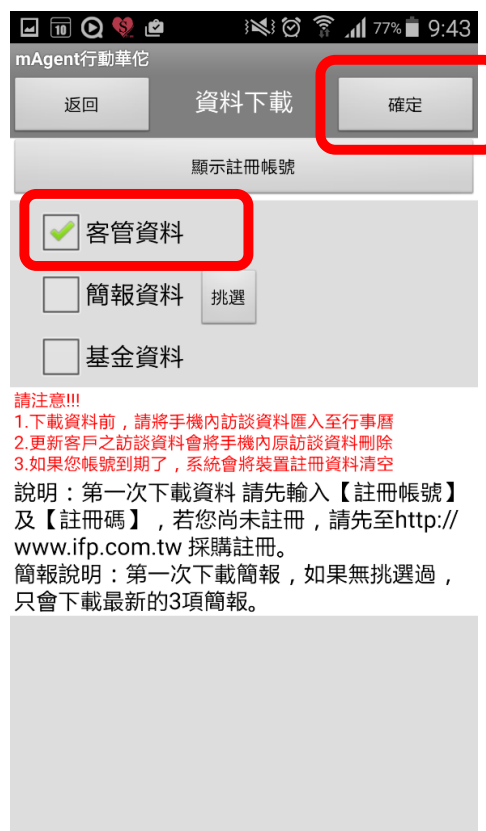 10 77% 9:43
mAgent行動華佗
返回 資料下載 確定
顯示註冊帳號
客管資料
簡報資料 挑選
基金資料
請注意!!!
1.下載資料前，請將手機內訪談資料匯入至行事曆
2.更新客戶之訪談資料會將手機內原訪談資料刪除
3.如果您帳號到期了，系統會將裝置註冊資料清空
說明：第一次下載資料 請先輸入【註冊帳號】
及【註冊碼】，若您尚未註冊，請先至http://
www.ifp.com.tw 採購註冊。
簡報說明：第一次下載簡報，如果無挑選過，
只會下載最新的3項簡報。